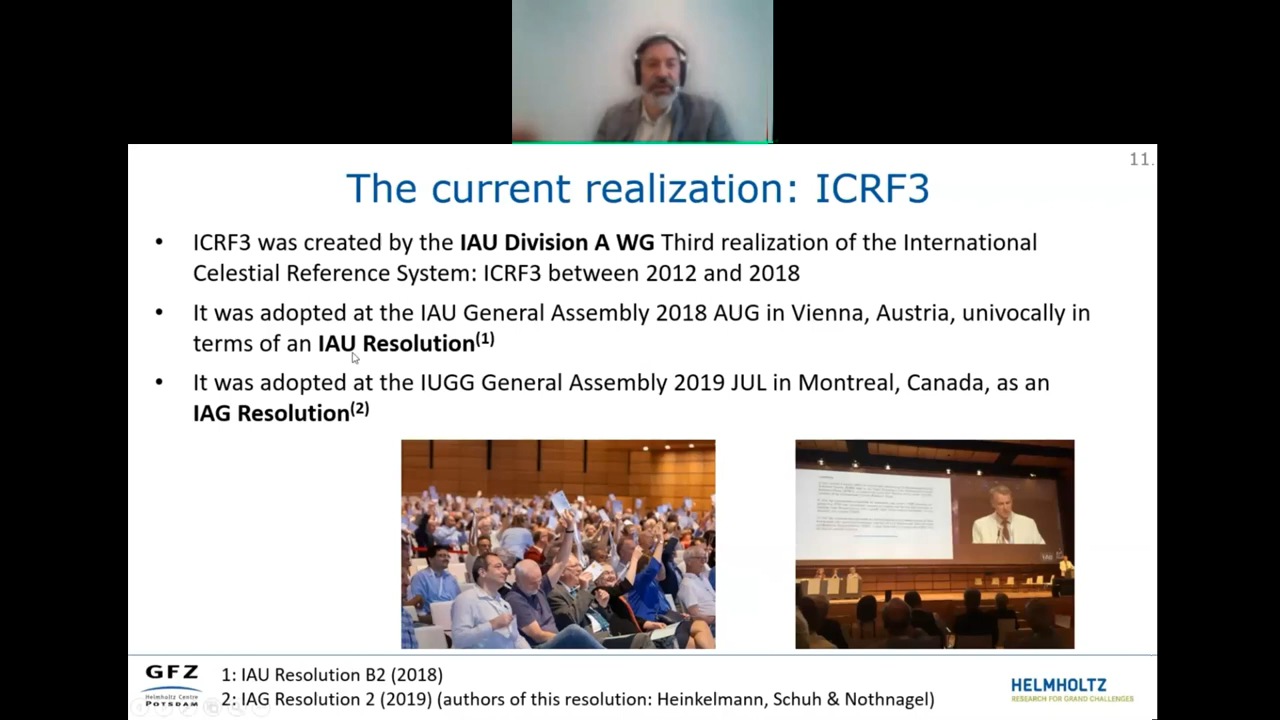 11.
The current realization: ICRF3
• ICRF3 was created by the IAU Division A WG Third realization of the International
Celestial Reference System: ICRF3 between 2012 and 2018
• It was adopted at the IAU General Assembly 2018 AUG in Vienna, Austria, univocally in
terms of an IAU Resolution(1)
• It was adopted at the IUGG General Assembly 2019 JUL in Montreal, Canada, as an
IAG Resolution(2)
GFZ
Helmholtz Centre
POTSDAM
1: IAU Resolution B2 (2018)
2: IAG Resolution 2 (2019) (authors of this resolution: Heinkelmann, Schuh & Nothnagel)
HELMHOLTZ
RESEARCH FOR GRAND CHALLENGES